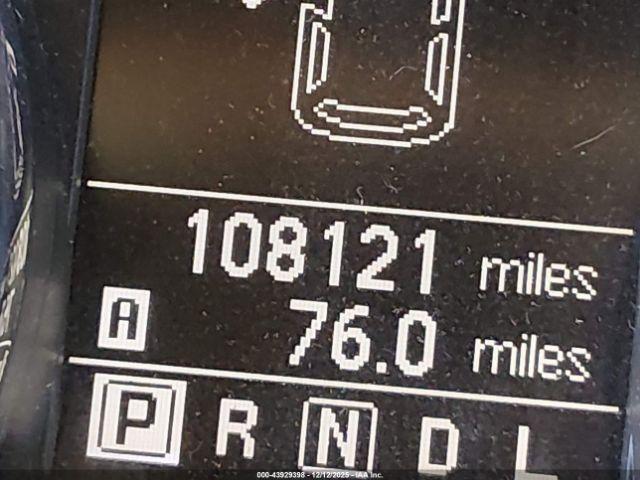 108121 miles
A 76.0 miles
P R N D L
000-43929398 - 12/12/2025 - IAA Inc.